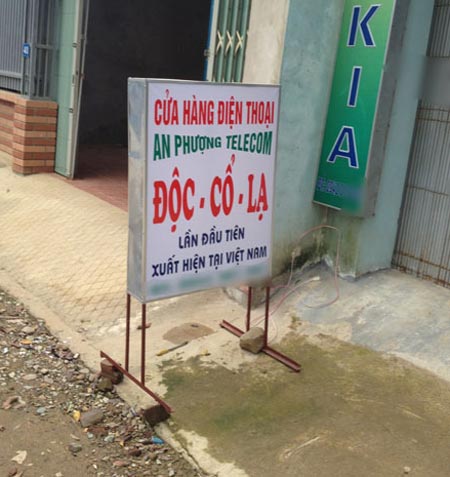 CỬA HÀNG ĐIỆN THOẠI
AN PHƯỢNG TELECOM
ĐỘC - CỔ - LẠ
LẦN ĐẦU TIÊN
XUẤT HIỆN TẠI VIỆT NAM
KIA